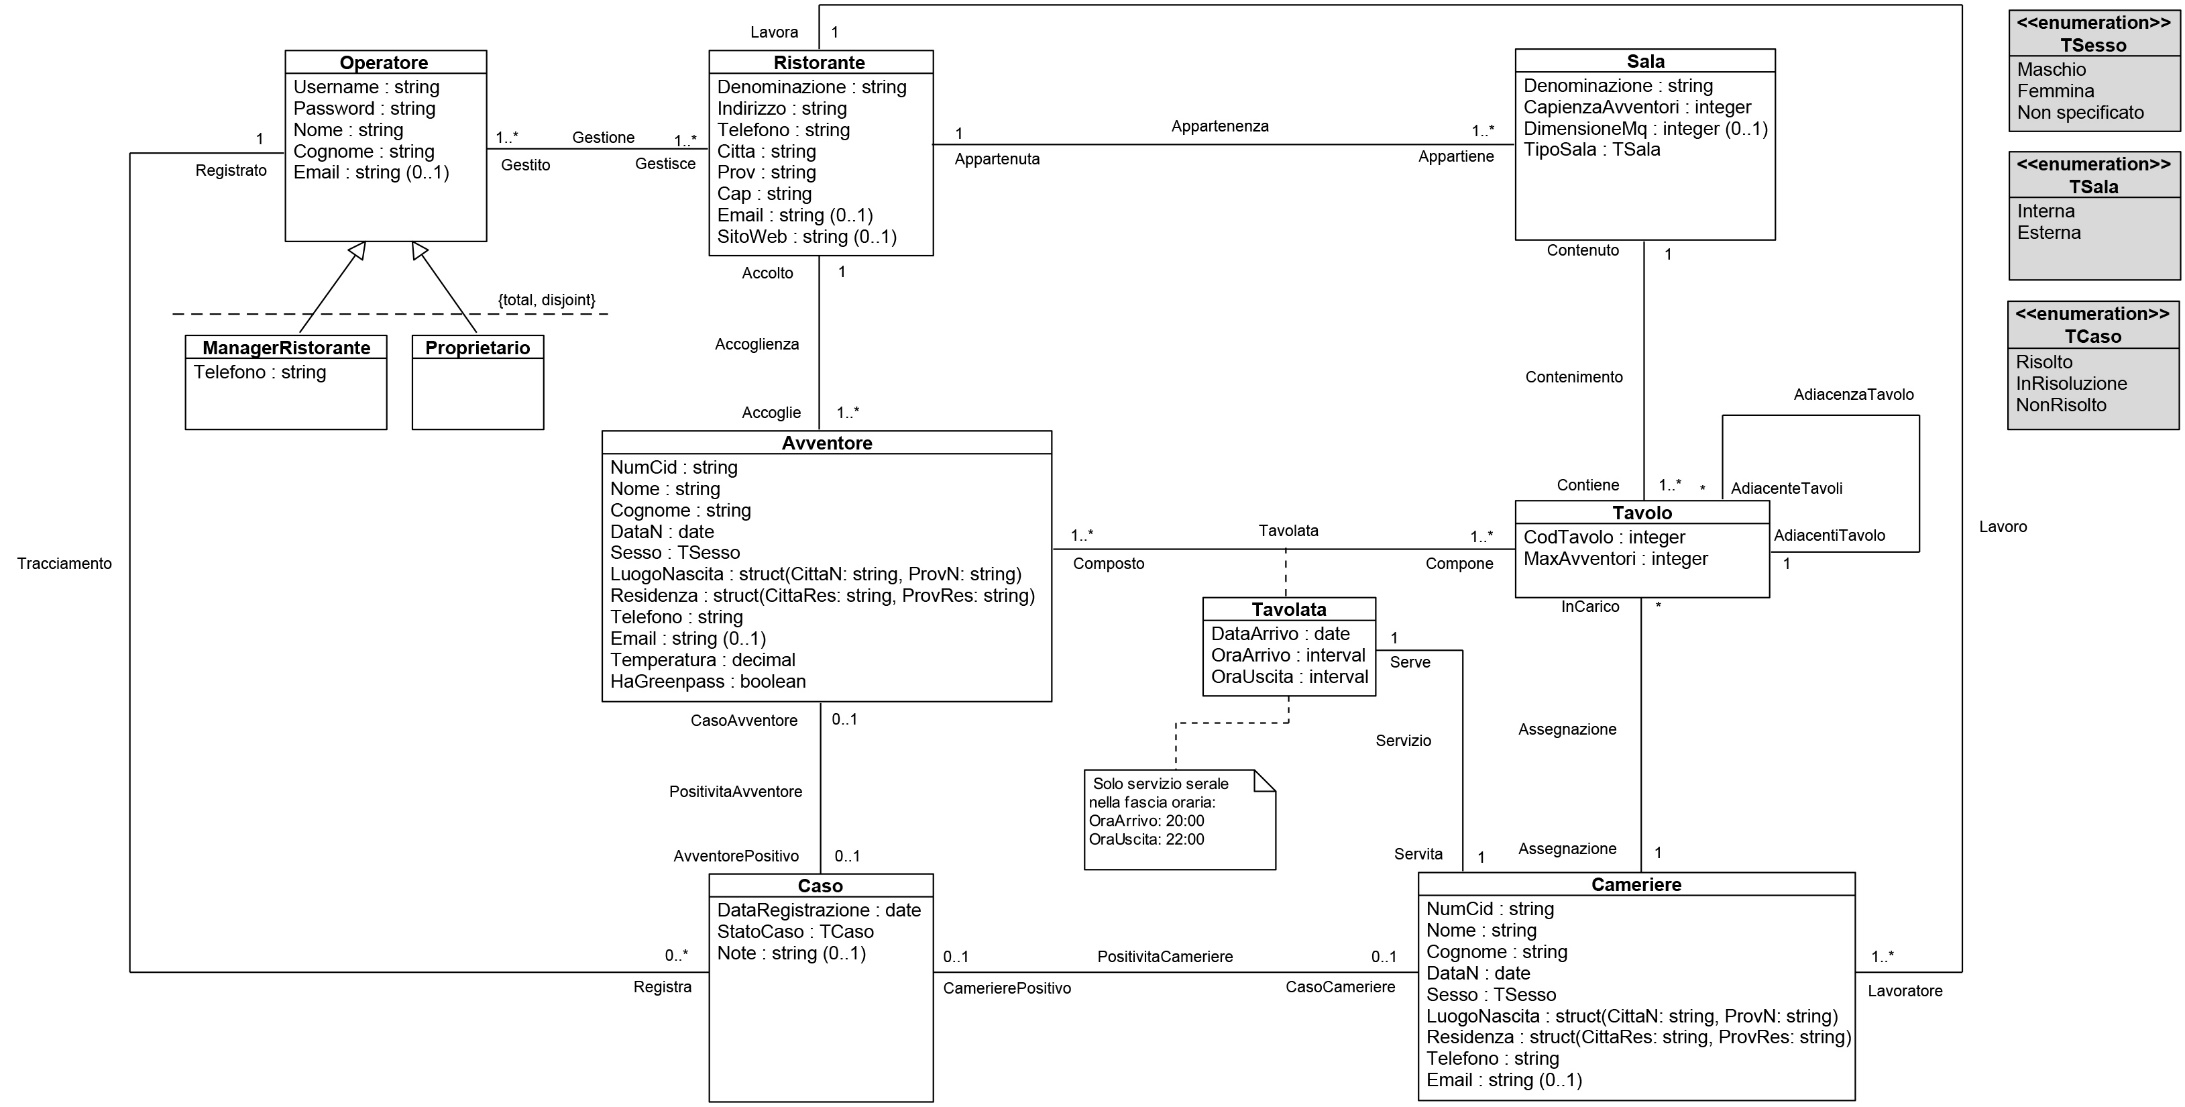 Lavora
1
Operatore
Username : string
Password : string
Nome : string
Cognome : string
Email : string (0..1)
1
Registrato
1..*
Gestione
1..*
Gestito
Gestisce
Ristorante
Denominazione : string
Indirizzo : string
Telefono : string
Citta : string
Prov : string
Cap : string
Email : string (0..1)
SitoWeb : string (0..1)
1
Appartenenza
1..*
Appartenuta
Appartiene
Sala
Denominazione : string
CapienzaAvventori : integer
DimensioneMq : integer (0..1)
TipoSala : TSala
<<enumeration>>
TSesso
Maschio
Femmina
Non specificato
<<enumeration>>
TSala
Interna
Esterna
<<enumeration>>
TCaso
Risolto
InRisoluzione
NonRisolto
{total, disjoint}
ManagerRistorante
Telefono : string
Proprietario
Accolto
1
Accoglienza
Accoglie
1..*
Contenuto
1
Contenimento
Contiene
1..*
*
AdiacenzaTavolo
AdiacenteTavoli
AdiacentiTavolo
1
Lavoro
Avventore
NumCid : string
Nome : string
Cognome : string
DataN : date
Sesso : TSesso
LuogoNascita : struct(CittaN: string, ProvN: string)
Residenza : struct(CittaRes: string, ProvRes: string)
Telefono : string
Email : string (0..1)
Temperatura : decimal
HaGreenpass : boolean
1..*
Tavolata
1..*
Composto
Compone
Tavolo
CodTavolo : integer
MaxAvventori : integer
Tracciamento
Tavolata
DataArrivo : date
OraArrivo : interval
OraUscita : interval
1
Serve
InCarico
*
Servizio
Assegnazione
Servita
1
Assegnazione
1
Solo servizio serale
nella fascia oraria:
OraArrivo: 20:00
OraUscita: 22:00
CasoAvventore
0..1
PositivitaAvventore
AvventorePositivo
0..1
Caso
DataRegistrazione : date
StatoCaso : TCaso
Note : string (0..1)
0..*
Registra
0..1
PositivitaCameriere
0..1
CamerierePositivo
CasoCameriere
Cameriere
NumCid : string
Nome : string
Cognome : string
DataN : date
Sesso : TSesso
LuogoNascita : struct(CittaN: string, ProvN: string)
Residenza : struct(CittaRes: string, ProvRes: string)
Telefono : string
Email : string (0..1)
1..*
Lavoratore